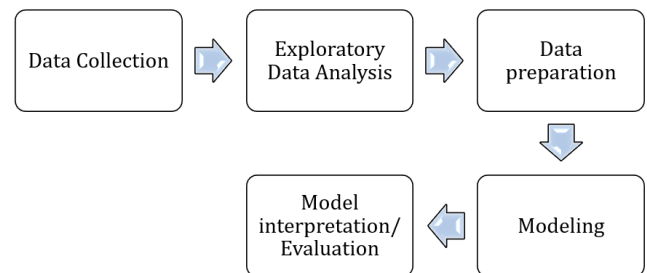 Data Collection
Exploratory
Data Analysis
Data
preparation
Modeling
Model
interpretation/
Evaluation